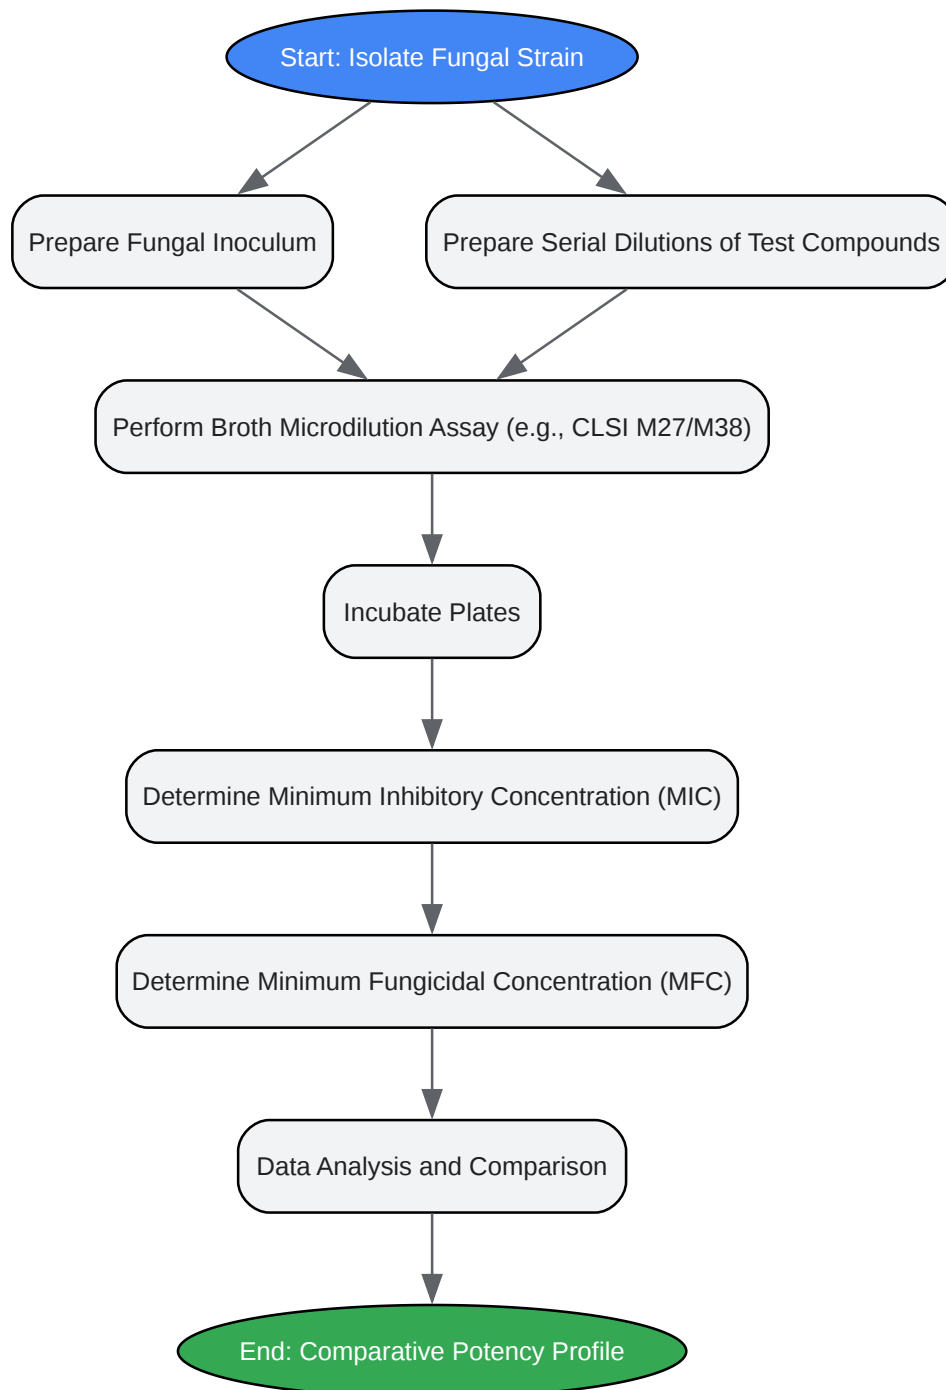 Start: Isolate Fungal Strain
Prepare Fungal Inoculum
Prepare Serial Dilutions of Test Compounds
Perform Broth Microdilution Assay (e.g., CLSI M27/M38)
Incubate Plates
Determine Minimum Inhibitory Concentration (MIC)
Determine Minimum Fungicidal Concentration (MFC)
Data Analysis and Comparison
End: Comparative Potency Profile